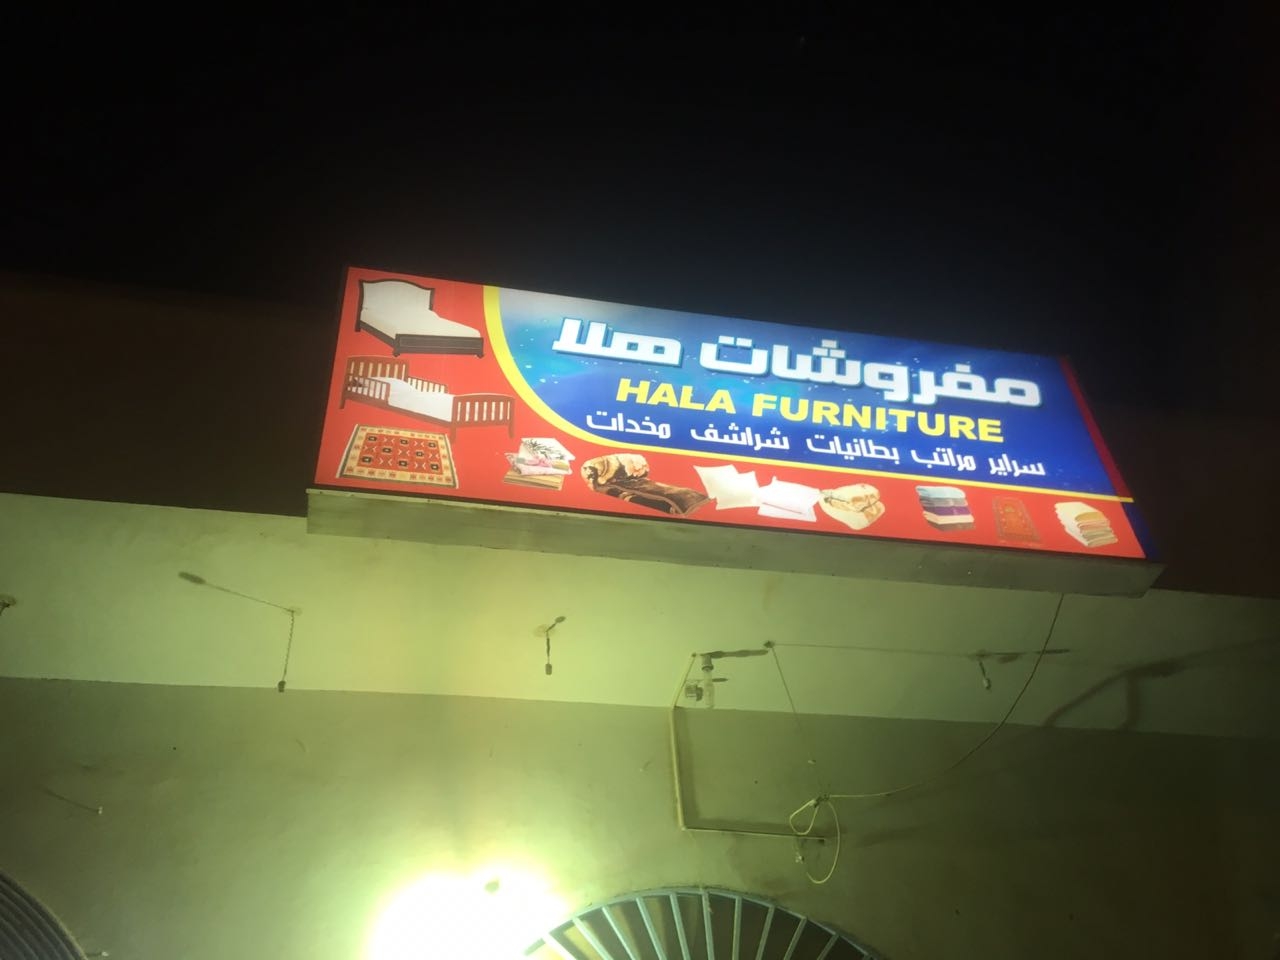 مفروشات هلا
HALA FURNITURE
سراير مراتب بطانيات شراشف مخدات